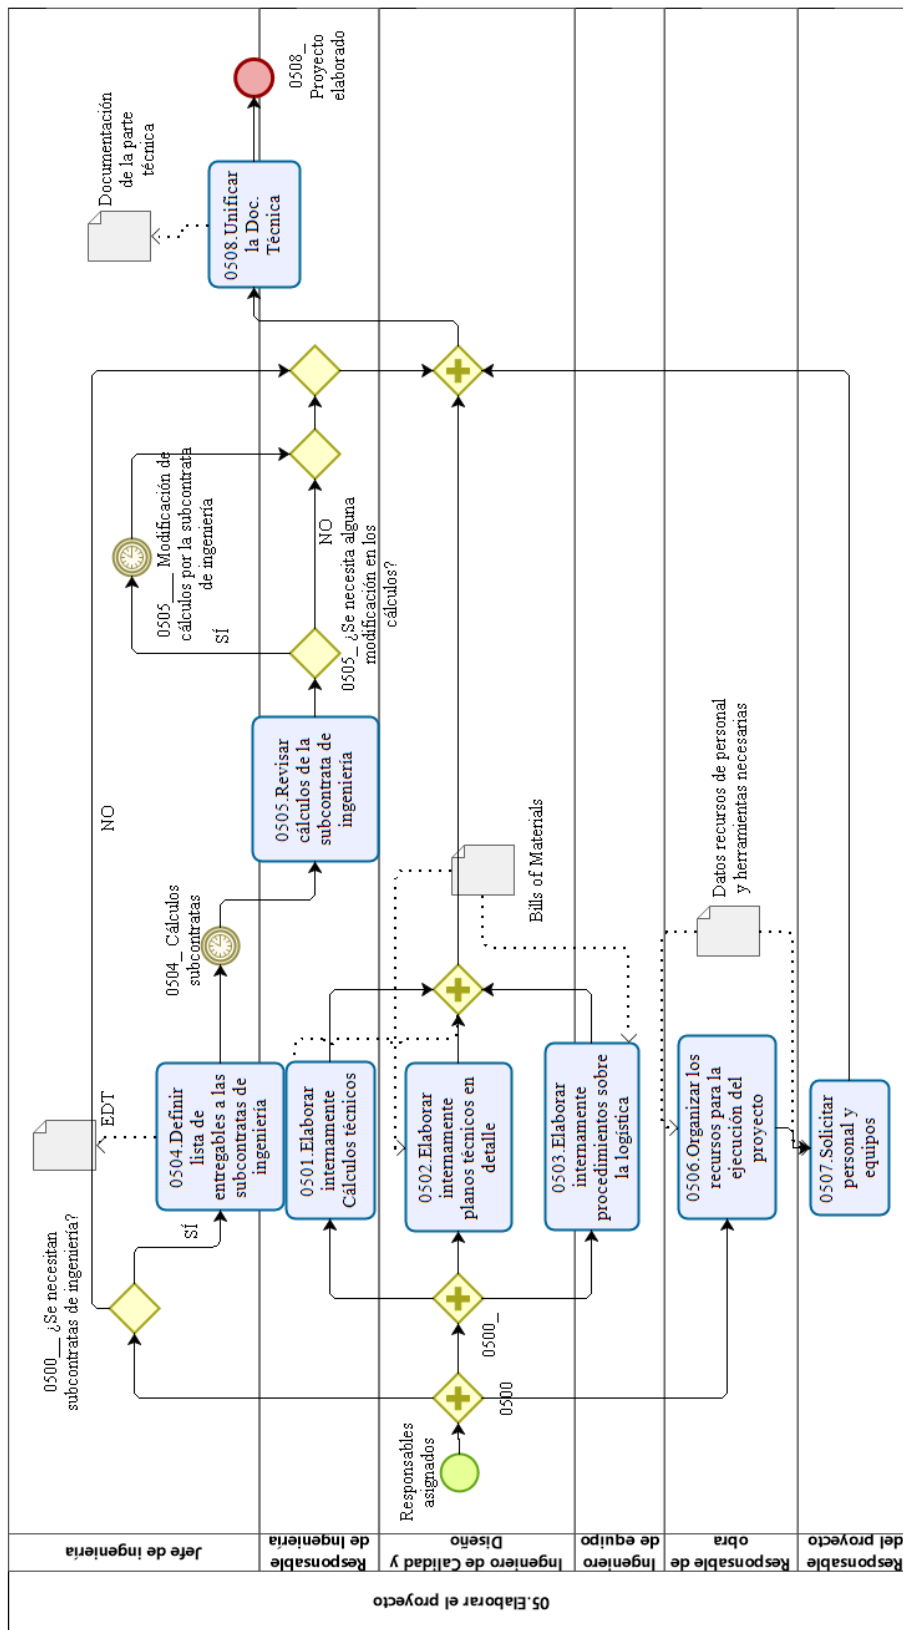 05.Elaborar el proyecto
Jefe de ingeniería
Responsable
de Ingeniería
Ingeniero de Calidad y
Diseño
Ingeniero
de equipo
Responsable de
obra
Responsable
del proyecto
Responsables
asignados
0500
0500_
0500__ ¿Se necesitan
subcontratas de ingeniería?
SÍ
NO
EDT
0504.Definir
lista de
entregables a las
subcontratas de
ingeniería
0504_ Cálculos
subcontratas
0501.Elaborar
internamente
Cálculos técnicos
0502.Elaborar
internamente
planos técnicos en
detalle
0503.Elaborar
internamente
procedimientos sobre
la logística
Bills of Materials
0506.Organizar los
recursos para la
ejecución del
proyecto
Datos recursos de personal
y herramientas necesarias
0507.Solicitar
personal y
equipos
0505.Revisar
cálculos de la
subcontrata de
ingeniería
0505_ ¿Se necesita alguna
modificación en los
cálculos?
SÍ
NO
0505__ Modificación de
cálculos por la subcontrata
de ingeniería
0508.Unificar
la Doc.
Técnica
Documentación
de la parte
técnica
0508_
Proyecto
elaborado